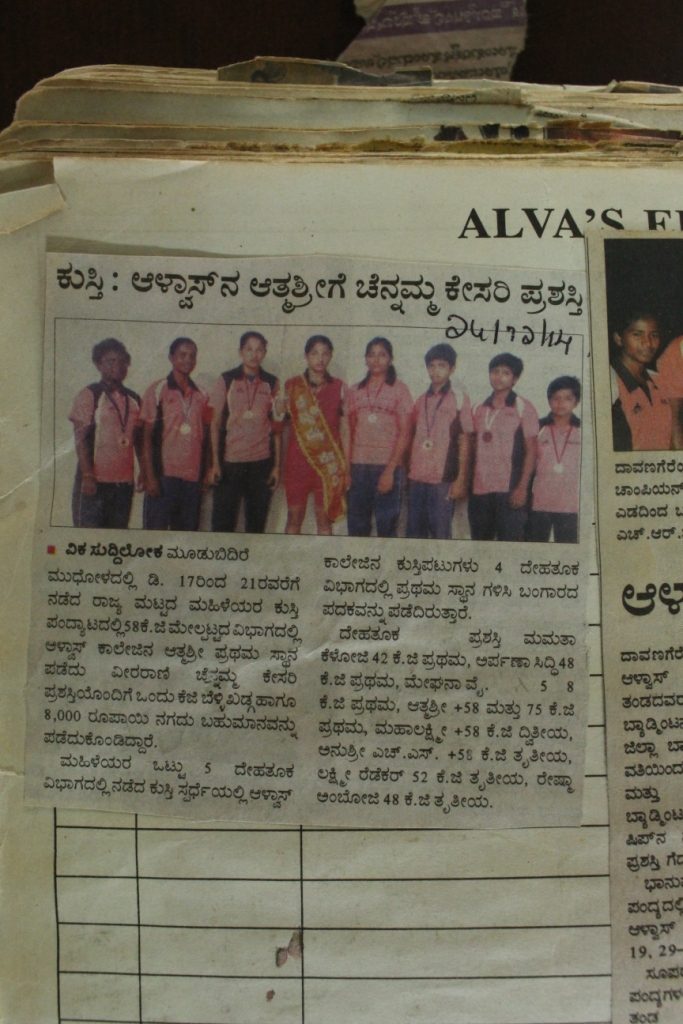 ALVA'S E
ಕುಸ್ತಿ : ಆಳ್ವಾಸ್‌ನ ಆತ್ಮಶ್ರೀಗೆ ಚೆನ್ನಮ್ಮ ಕೇಸರಿ ಪ್ರಶಸ್ತಿ
24/12/14
ವಿಕ ಸುದ್ದಿಲೋಕ ಮೂಡುಬಿದಿರೆ
ಮುಧೋಳದಲ್ಲಿ ಡಿ. 17ರಿಂದ 21ರವರೆಗೆ
ನಡೆದ ರಾಜ್ಯ ಮಟ್ಟದ ಮಹಿಳೆಯರ ಕುಸ್ತಿ
ಪಂದ್ಯಾಟದಲ್ಲಿ 58ಕೆ.ಜಿ ಮೇಲ್ಪಟ್ಟದ ವಿಭಾಗದಲ್ಲಿ
ಆಳ್ವಾಸ್ ಕಾಲೇಜಿನ ಆತ್ಮಶ್ರೀ ಪ್ರಥಮ ಸ್ಥಾನ
ಪಡೆದು ವೀರರಾಣಿ ಚೆನ್ನಮ್ಮ ಕೇಸರಿ
ಪ್ರಶಸ್ತಿಯೊಂದಿಗೆ ಒಂದು ಕೆಜಿ ಬೆಳ್ಳಿ ಖಡ್ಗ ಹಾಗೂ
8,000 ರೂಪಾಯಿ ನಗದು ಬಹುಮಾನವನ್ನು
ಪಡೆದುಕೊಂಡಿದ್ದಾರೆ.
ಮಹಿಳೆಯರ ಒಟ್ಟು 5 ದೇಹತೂಕ
ವಿಭಾಗದಲ್ಲಿ ನಡೆದ ಕುಸ್ತಿ ಸ್ಪರ್ಧೆಯಲ್ಲಿ ಆಳ್ವಾಸ್
ಕಾಲೇಜಿನ ಕುಸ್ತಿಪಟುಗಳು 4 ದೇಹತೂಕ
ವಿಭಾಗದಲ್ಲಿ ಪ್ರಥಮ ಸ್ಥಾನ ಗಳಿಸಿ ಬಂಗಾರದ
ಪದಕವನ್ನು ಪಡೆದಿರುತ್ತಾರೆ.
ದೇಹತೂಕ ಪ್ರಶಸ್ತಿ ಮಮತಾ
ಕೆಳೋಜಿ 42 ಕೆ.ಜಿ ಪ್ರಥಮ, ಅರ್ಪಣಾ ಸಿದ್ಧಿ 48
ಕೆ.ಜಿ ಪ್ರಥಮ, ಮೇಘನಾ ವೈ. 5 8
ಕೆ.ಜಿ ಪ್ರಥಮ, ಆತ್ಮಶ್ರೀ +58 ಮತ್ತು 75 ಕೆ.ಜಿ
ಪ್ರಥಮ, ಮಹಾಲಕ್ಷ್ಮೀ +58 ಕೆ.ಜಿ ದ್ವಿತೀಯ,
ಅನುಶ್ರೀ ಎಚ್.ಎಸ್. +58 ಕೆ.ಜಿ ತೃತೀಯ,
ಲಕ್ಷ್ಮೀ ರೆಡೆಕರ್ 52 ಕೆ.ಜಿ ತೃತೀಯ, ರೇಷ್ಮಾ
ಅಂಬೋಜಿ 48 ಕೆ.ಜಿ ತೃತೀಯ.
ದಾವಣಗೆರೆಯ
ಚಾಂಪಿಯನ್
ಎಡದಿಂದ
ಎಚ್.ಆರ್.
ಆಳ್
ದಾವಣಗೆರೆ
ಆಳ್ವಾಸ್
ತಂಡದವರ
ಬ್ಯಾಡ್ಮಿಂಟ
ಜಿಲ್ಲಾ ಬಾ
ವತಿಯಿಂದ
ಮತ್ತು
ಬ್ಯಾಡ್ಮಿಂಟ
ಷಿಪ್‌ನ
ಪ್ರಶಸ್ತಿ ಗೆ
ಭಾನು
ಪಂದ್ಯದಲ್ಲಿ
ಆಳ್ವಾಸ್
19, 29-
ಸೂಪರ
ಪಂದ್ಯಗಳ
ತಂಡ